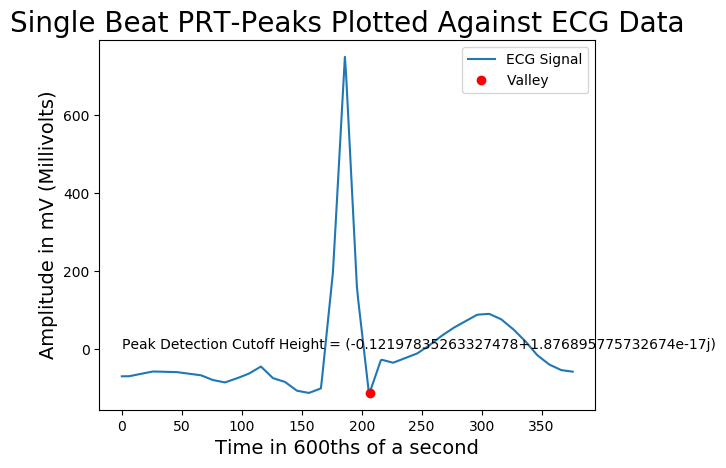 Single Beat PRT-Peaks Plotted Against ECG Data
ECG Signal
Valley
600
400
200
0
Amplitude in mV (Millivolts)
Peak Detection Cutoff Height = (-0.12197835263327478+1.876895775732674e-17j)
0 50 100 150 200 250 300 350
Time in 600ths of a second